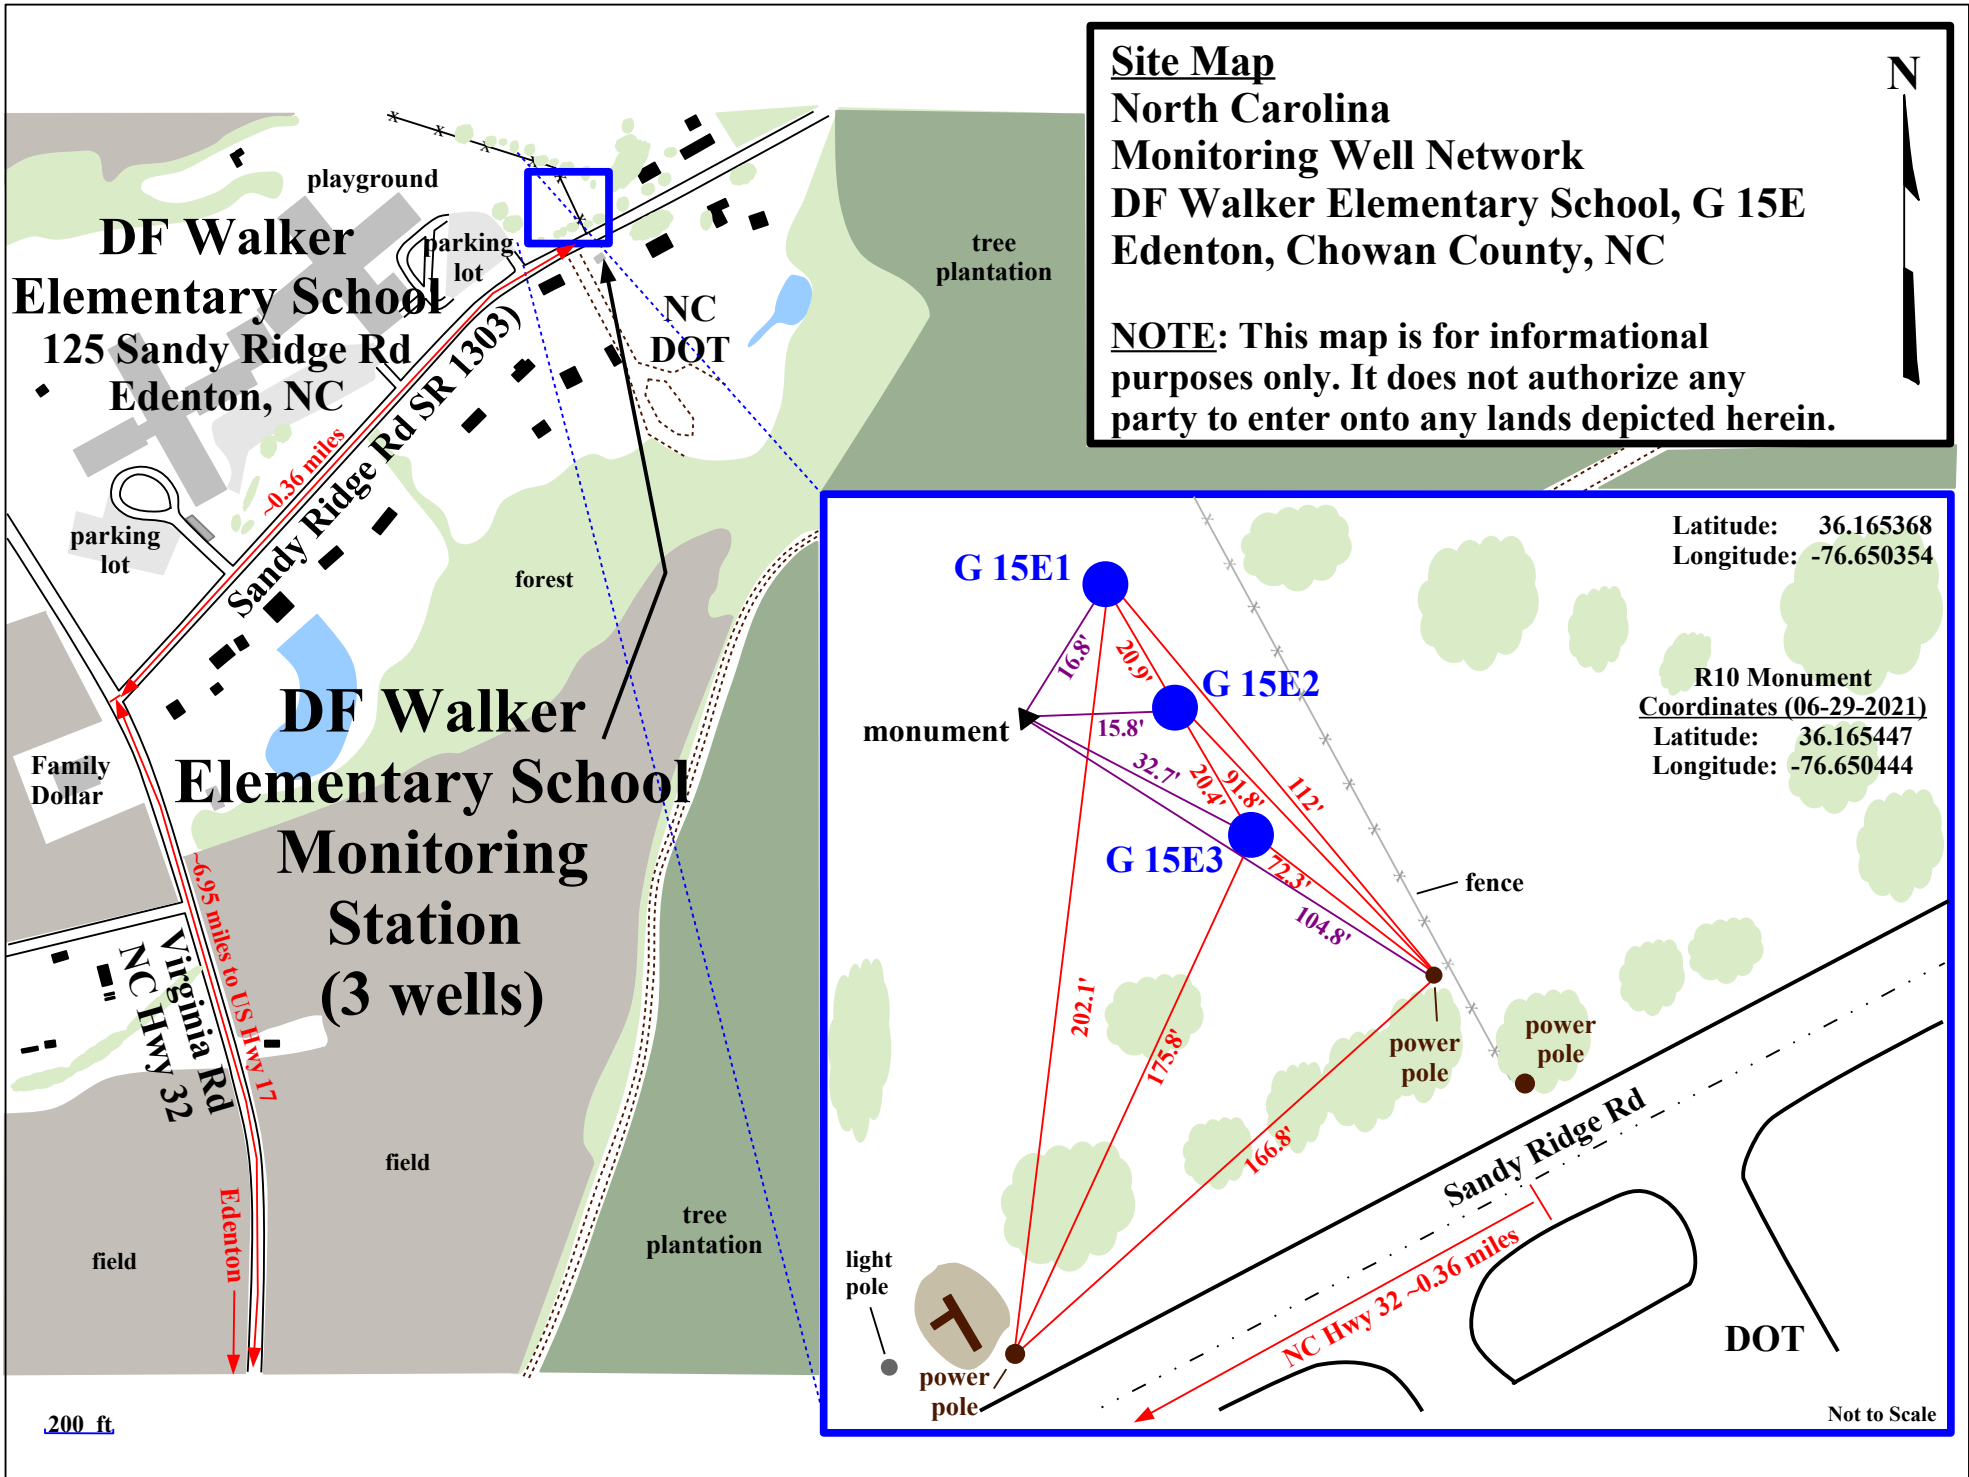 Site Map
North Carolina
Monitoring Well Network
DF Walker Elementary School, G 15E
Edenton, Chowan County, NC
NOTE: This map is for informational
purposes only. It does not authorize any
party to enter onto any lands depicted herein.
N
playground
DF Walker
Elementary School
125 Sandy Ridge Rd
Edenton, NC
parking
lot
NC
DOT
tree
plantation
~0.36 miles
Sandy Ridge Rd SR 1303)
parking
lot
forest
DF Walker
Elementary School
Monitoring
Station
(3 wells)
Family
Dollar
~6.95 miles to US Hwy 17
Virginia Rd
NC Hwy 32
Edenton
field
field
tree
plantation
200 ft
Latitude: 36.165368
Longitude: -76.650354
G 15E1
16.8'
20.9'
G 15E2
R10 Monument
Coordinates (06-29-2021)
Latitude: 36.165447
Longitude: -76.650444
monument
15.8'
32.7'
20.4'
91.8'
112'
G 15E3
72.3'
fence
104.8'
202.1'
175.8'
power
pole
power
pole
166.8'
Sandy Ridge Rd
NC Hwy 32 ~0.36 miles
light
pole
power
pole
DOT
Not to Scale